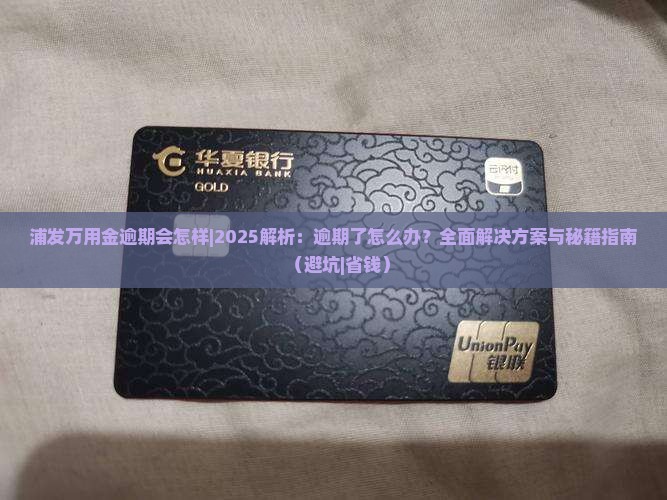 华夏银行
HUAXIA BANK
GOLD
云闪付
浦发万用金逾期会怎样|2025解析：逾期了怎么办？全面解决方案与秘籍指南
（避坑|省钱）
UnionPay
银联